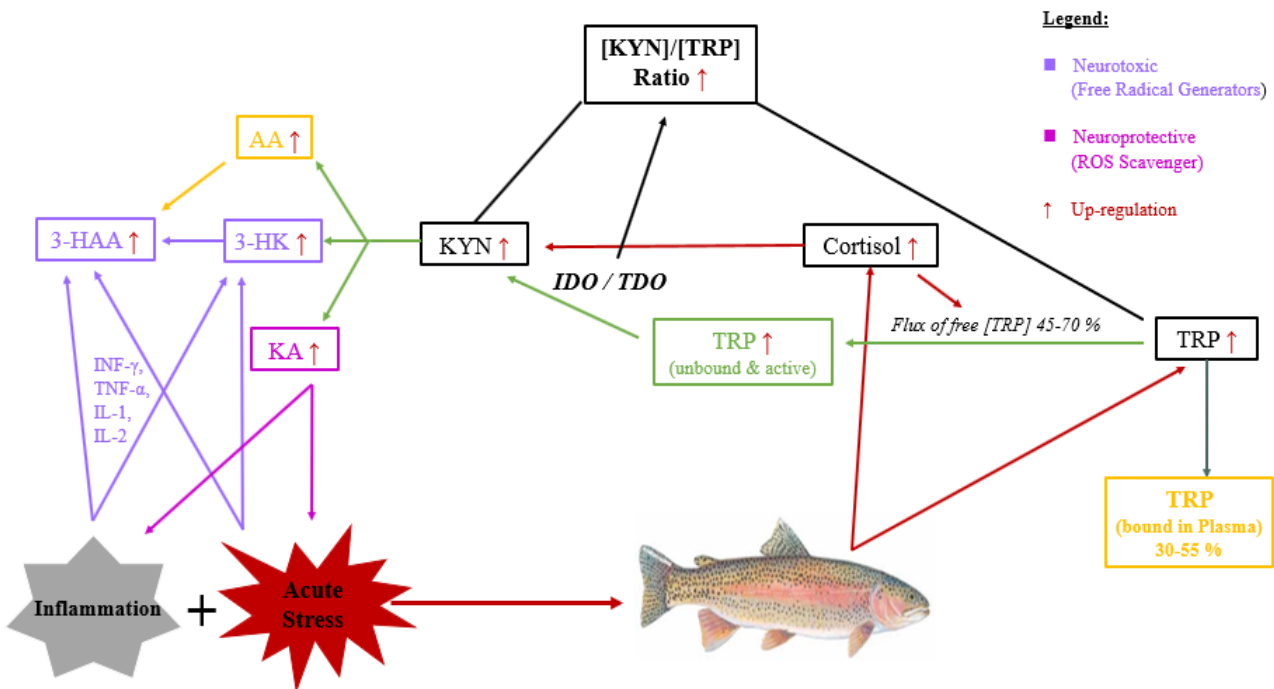 Legend:
Neurotoxic
(Free Radical Generators)
Neuroprotective
(ROS Scavenger)
↑ Up-regulation
[KYN]/[TRP]
Ratio ↑
AA ↑
3-HAA ↑
3-HK ↑
KYN ↑
Cortisol ↑
IDO / TDO
Flux of free [TRP] 45-70 %
TRP ↑
(unbound & active)
TRP ↑
KA ↑
INF-γ,
TNF-α,
IL-1,
IL-2
TRP
(bound in Plasma)
30-55 %
Inflammation
+
Acute
Stress